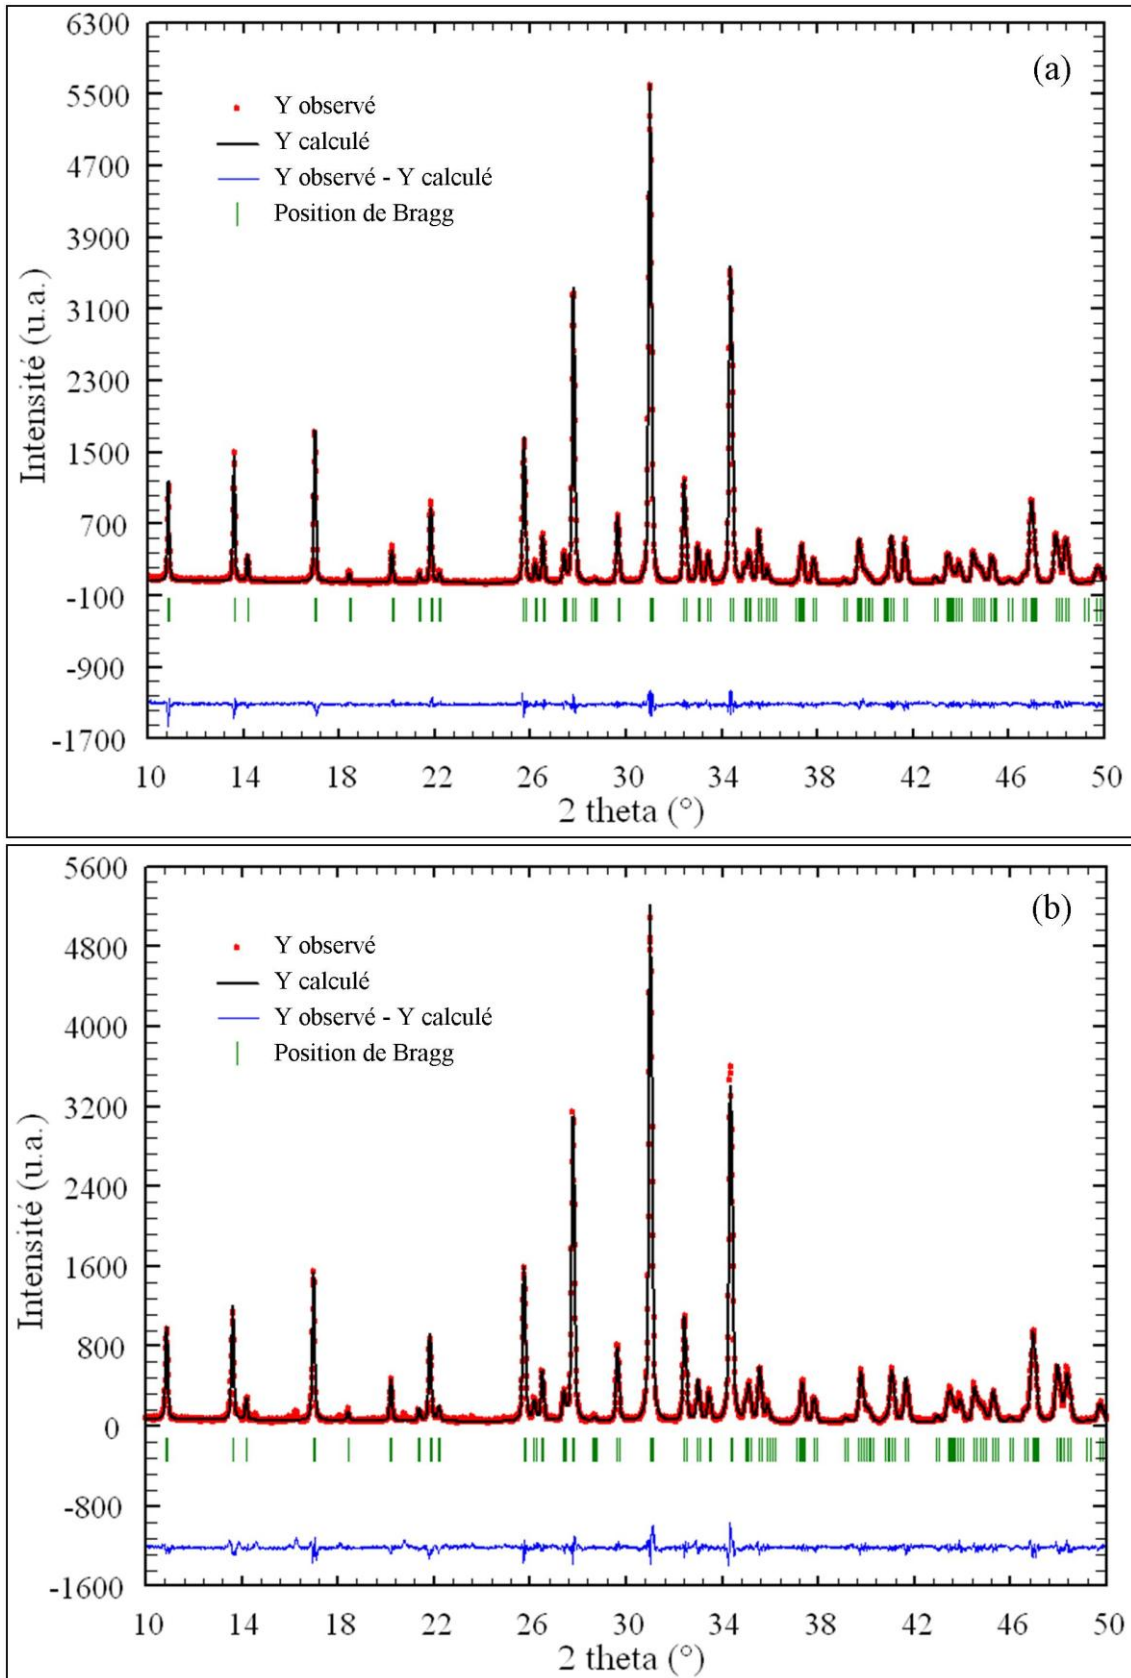 6300
(a)
5500
Y observé
Y calculé
4700
Y observé - Y calculé
Position de Bragg
3900
3100
2300
1500
700
-100
-900
-1700
Intensité (u.a.)
10 14 18 22 26 30 34 38 42 46 50
2 theta (°)
5600
(b)
4800
Y observé
Y calculé
Y observé - Y calculé
4000
Position de Bragg
3200
2400
1600
800
0
-800
-1600
Intensité (u.a.)
10 14 18 22 26 30 34 38 42 46 50
2 theta (°)